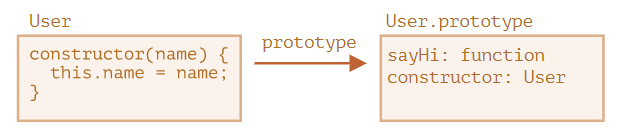 User
constructor(name) {
  this.name = name;
}
prototype
User.prototype
sayHi: function
constructor: User